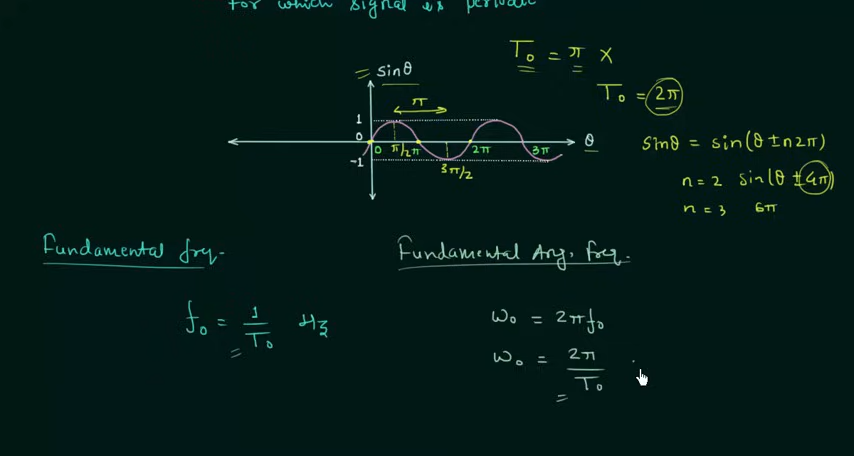 for which signal is periodic
T₀ = π ×
T₀ = 2π
= sinθ
π
1
0
-1
0 π/2 π 2π 3π θ
3π/2
sinθ = sin(θ ± n2π)
n = 2 sin(θ ± 4π)
n = 3 6π
Fundamental freq.
Fundamental Ang. freq.
f₀ = 1/T₀ Hz
ω₀ = 2πf₀
ω₀ = 2π/T₀